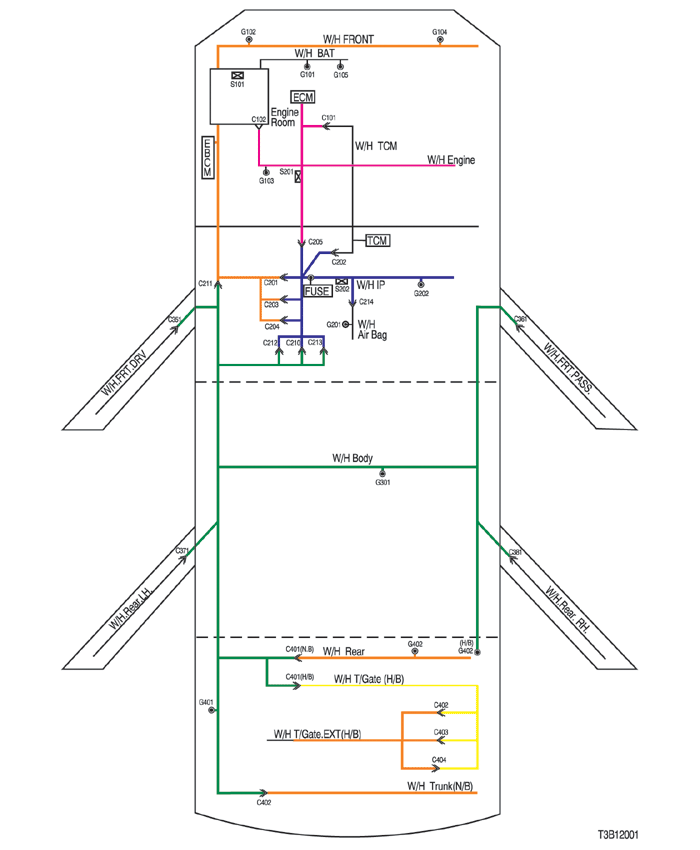 G102
W/H FRONT
G104
W/H BAT
G101
G105
S101
ECM
C102
Engine
Room
C101
W/H TCM
EBCM
W/H Engine
G103
S201
C205
TCM
C202
C211
C201
FUSE
S202
W/H IP
G202
C203
C214
C204
G201
W/H
Air Bag
C351
C361
C212
C210
C213
W/H.FRT.DRV
W/H.FRT.PASS.
W/H Body
G301
C371
C381
W/H.Rear.LH.
W/H.Rear. RH.
C401(N.B)
W/H Rear
G402
(H/B)
G402
C401(H/B)
W/H T/Gate (H/B)
G401
C402
W/H T/Gate.EXT(H/B)
C403
C404
W/H Trunk(N/B)
C402
T3B12001